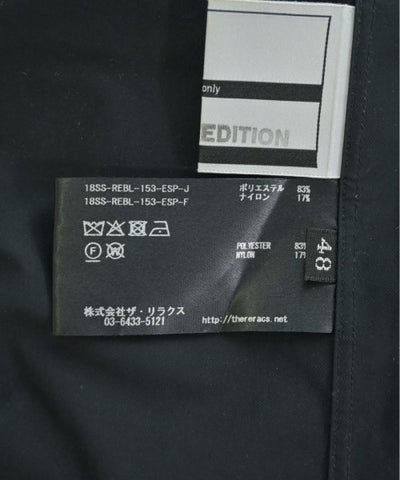 only
EDITION
18SS-REBL-153-ESP-J ポリエステル 83%
18SS-REBL-153-ESP-F ナイロン 17%
F W
POLYESTER 83%
NYLON 17%
48
株式会社ザ・リラクス
03-6433-5121 http://thereracs.net